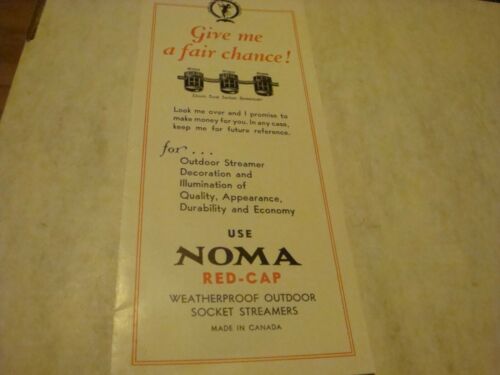 Give me
a fair chance!
Look me over and I promise to
make money for you. In any case,
keep me for future reference.
for...
Outdoor Streamer
Decoration and
Illumination of
Quality, Appearance,
Durability and Economy
USE
NOMA
RED-CAP
WEATHERPROOF OUTDOOR
SOCKET STREAMERS
MADE IN CANADA